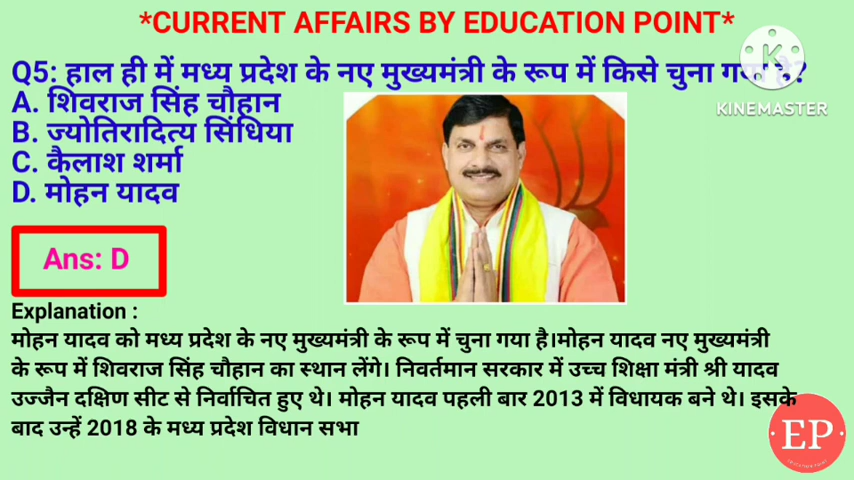 *CURRENT AFFAIRS BY EDUCATION POINT*
Q5: हाल ही में मध्य प्रदेश के नए मुख्यमंत्री के रूप में किसे चुना गया है?
A. शिवराज सिंह चौहान
B. ज्योतिरादित्य सिंधिया
C. कैलाश शर्मा
D. मोहन यादव
K
KINEMASTER
Ans: D
Explanation :
मोहन यादव को मध्य प्रदेश के नए मुख्यमंत्री के रूप में चुना गया है।मोहन यादव नए मुख्यमंत्री
के रूप में शिवराज सिंह चौहान का स्थान लेंगे। निवर्तमान सरकार में उच्च शिक्षा मंत्री श्री यादव
उज्जैन दक्षिण सीट से निर्वाचित हुए थे। मोहन यादव पहली बार 2013 में विधायक बने थे। इसके
बाद उन्हें 2018 के मध्य प्रदेश विधान सभा
EP